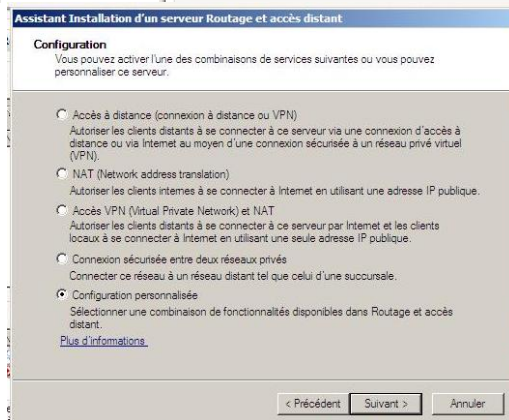 Assistant Installation d'un serveur Routage et accès distant
Configuration
Vous pouvez activer l'une des combinaisons de services suivantes ou vous pouvez
personnaliser ce serveur.
Accès à distance (connexion à distance ou VPN)
Autoriser les clients distants à se connecter à ce serveur via une connexion d'accès à
distance ou via Internet au moyen d'une connexion sécurisée à un réseau privé virtuel
(VPN).
NAT (Network address translation)
Autoriser les clients internes à se connecter à Internet en utilisant une adresse IP publique.
Accès VPN (Virtual Private Network) et NAT
Autoriser les clients distants à se connecter à ce serveur par Internet et les clients
locaux à se connecter à Internet en utilisant une seule adresse IP publique.
Connexion sécurisée entre deux réseaux privés
Connecter ce réseau à un réseau distant tel que celui d'une succursale.
Configuration personnalisée
Sélectionner une combinaison de fonctionnalités disponibles dans Routage et accès
distant.
Plus d'informations
< Précédent Suivant > Annuler